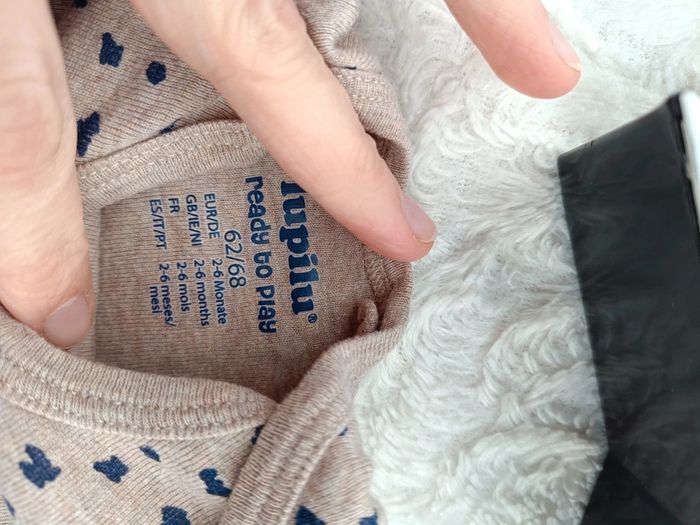 lupilu®
ready to play
62/68
EUR/DE 2-6 Monate
GB/IE/NI 2-6 months
FR 2-6 mois
ES/IT/PT 2-6 meses/
mesi